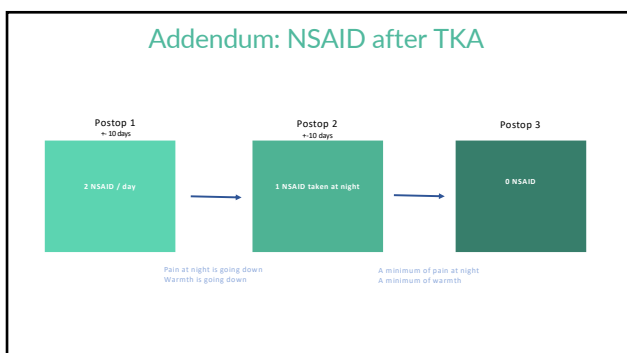 Addendum: NSAID after TKA
Postop 1
+- 10 days
2 NSAID / day
Postop 2
+-10 days
1 NSAID taken at night
Postop 3
0 NSAID
Pain at night is going down
Warmth is going down
A minimum of pain at night
A minimum of warmth